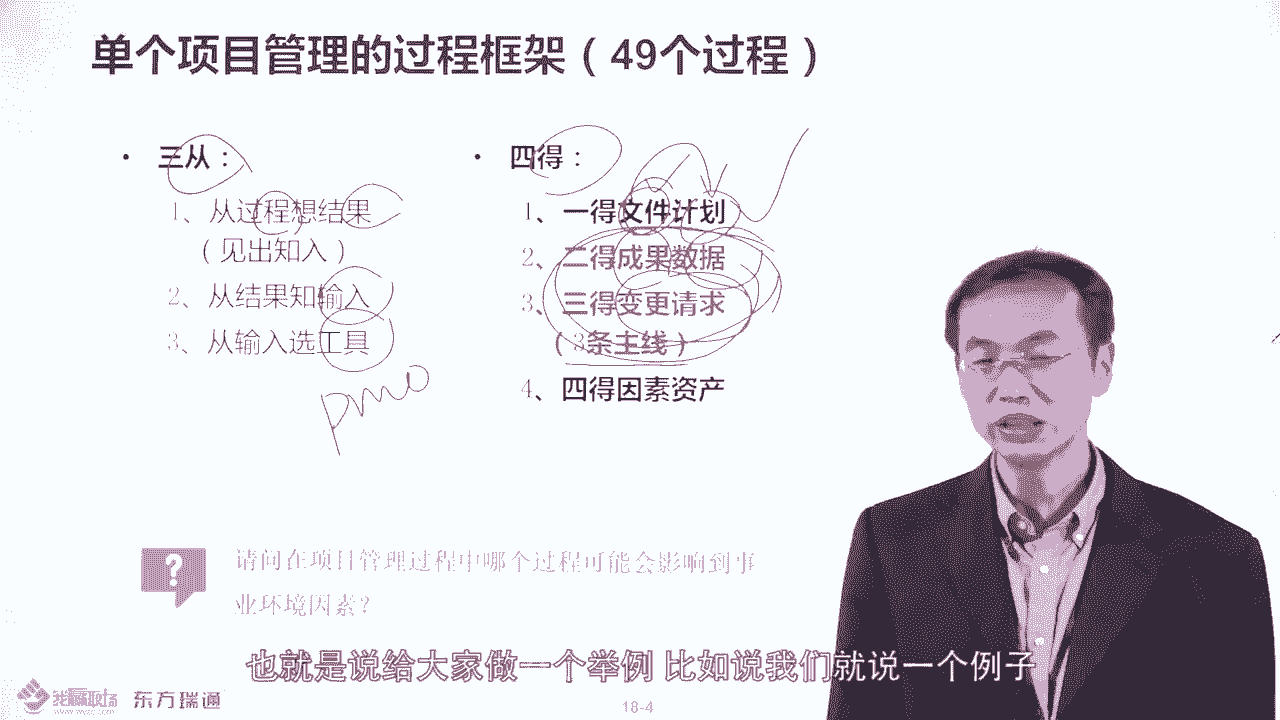 单个项目管理的过程框架（49个过程）
• 三从：
1、从过程想结果
（见出知入）
2、从结果知输入
3、从输入选工具
pmo
• 四得：
1、一得文件计划
2、二得成果数据
3、三得变更请求
（3条主线）
4、四得因素资产
? 请问在项目管理过程中哪个过程可能会影响到事
业环境因素?
也就是说给大家做一个举例 比如说我们就说一个例子
我赢职场 东方瑞通
18-4